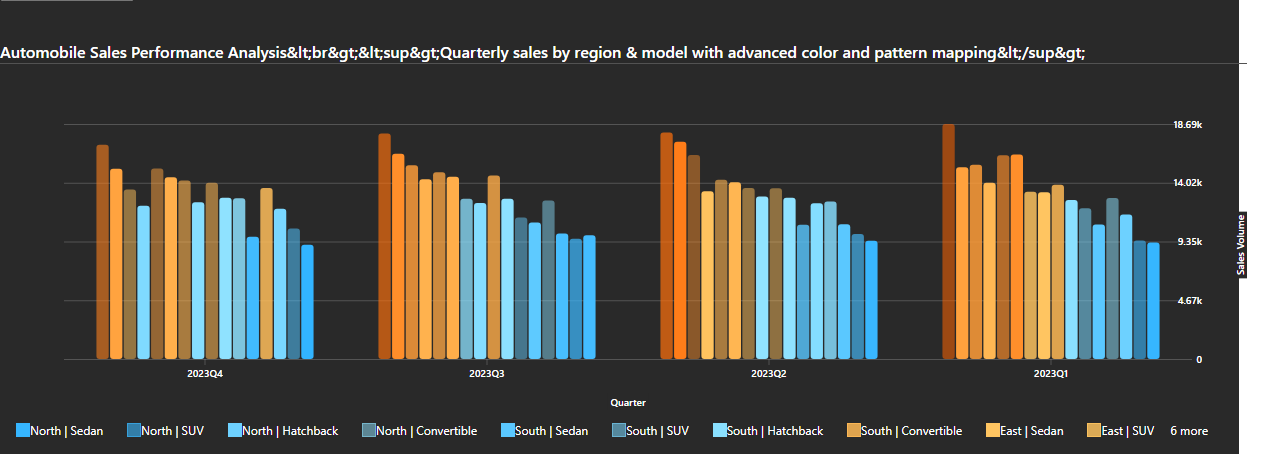 Automobile Sales Performance Analysis&lt;br&gt;&lt;sup&gt;Quarterly sales by region & model with advanced color and pattern mapping&lt;/sup&gt;
18.69k
14.02k
9.35k
4.67k
0
Sales Volume
2023Q4 2023Q3 2023Q2 2023Q1
Quarter
North | Sedan North | SUV North | Hatchback North | Convertible South | Sedan South | SUV South | Hatchback South | Convertible East | Sedan East | SUV 6 more